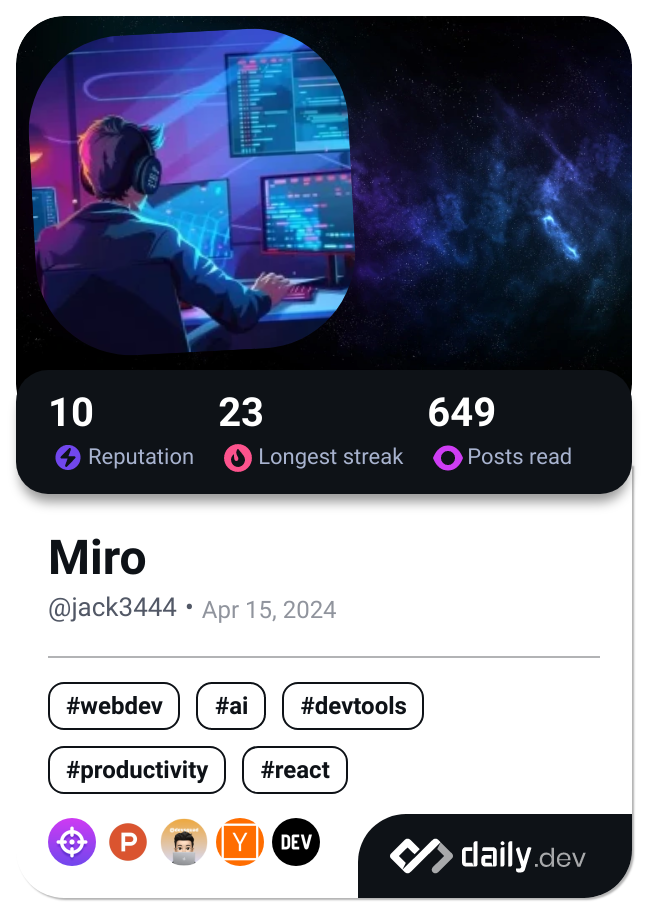 10 23 649
Reputation Longest streak Posts read
Miro
@jack3444 • Apr 15, 2024
#webdev #ai #devtools
#productivity #react
P Y DEV
daily.dev